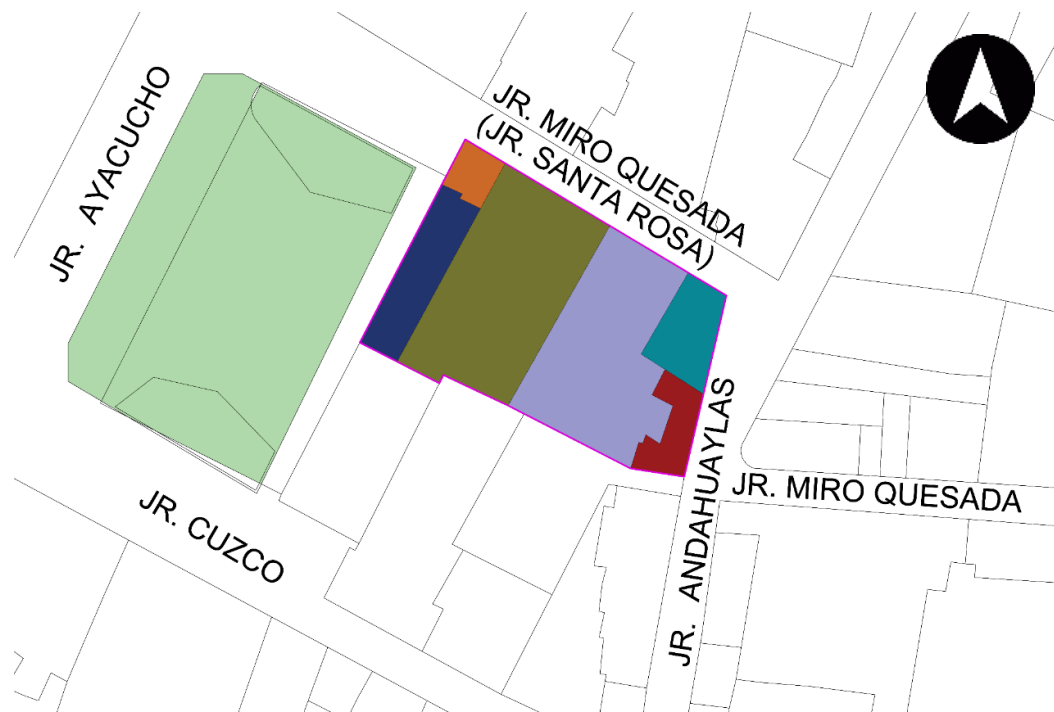 JR. AYACUCHO
JR. MIRO QUESADA
(JR. SANTA ROSA)
JR. ANDAHUAYLAS
JR. MIRO QUESADA
JR. CUZCO